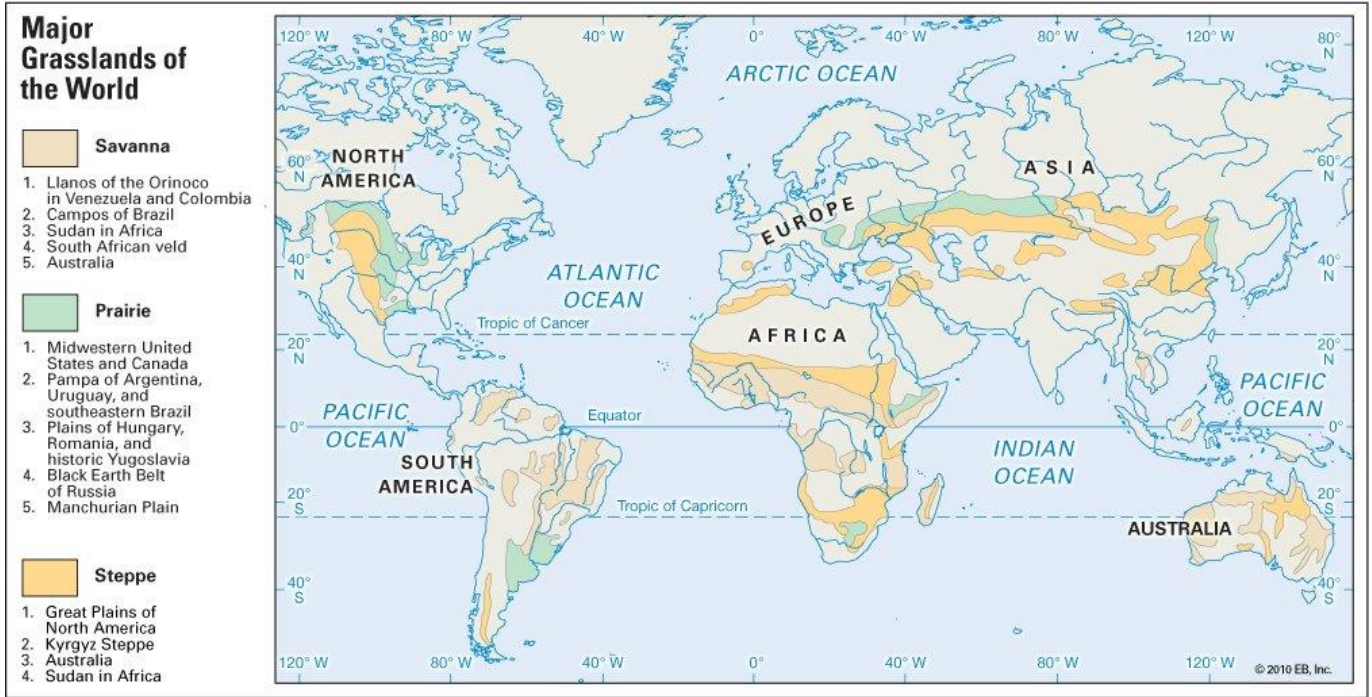 Major
Grasslands of
the World
Savanna
1. Llanos of the Orinoco
in Venezuela and Colombia
2. Campos of Brazil
3. Sudan in Africa
4. South African veld
5. Australia
Prairie
1. Midwestern United
States and Canada
2. Pampa of Argentina,
Uruguay, and
southeastern Brazil
3. Plains of Hungary,
Romania, and
historic Yugoslavia
4. Black Earth Belt
of Russia
5. Manchurian Plain
Steppe
1. Great Plains of
North America
2. Kyrgyz Steppe
3. Australia
4. Sudan in Africa
120° W
80° W
40° W
0°
40° W
80° W
120° W
80°
N
ARCTIC OCEAN
60°
N
NORTH
AMERICA
EUROPE
ASIA
60°
N
40°
N
ATLANTIC
OCEAN
40°
N
Tropic of Cancer
AFRICA
20°
N
20°
N
PACIFIC
OCEAN
PACIFIC
OCEAN
Equator
0°
0°
INDIAN
OCEAN
SOUTH
AMERICA
20°
S
Tropic of Capricorn
20°
S
AUSTRALIA
40°
S
40°
S
120° W
80° W
40° W
0°
40° W
80° W
120° W
© 2010 EB, Inc.